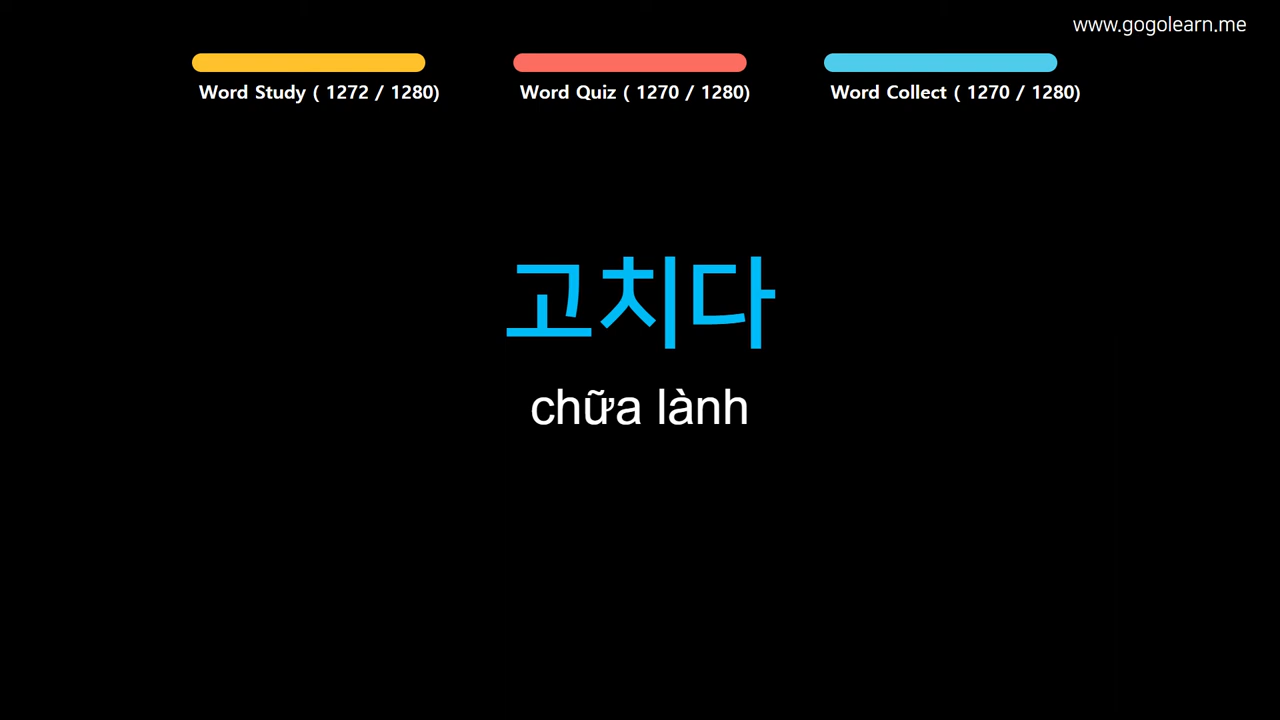 www.gogolearn.me
Word Study ( 1272 / 1280)
Word Quiz ( 1270 / 1280)
Word Collect ( 1270 / 1280)
고치다
chữa lành